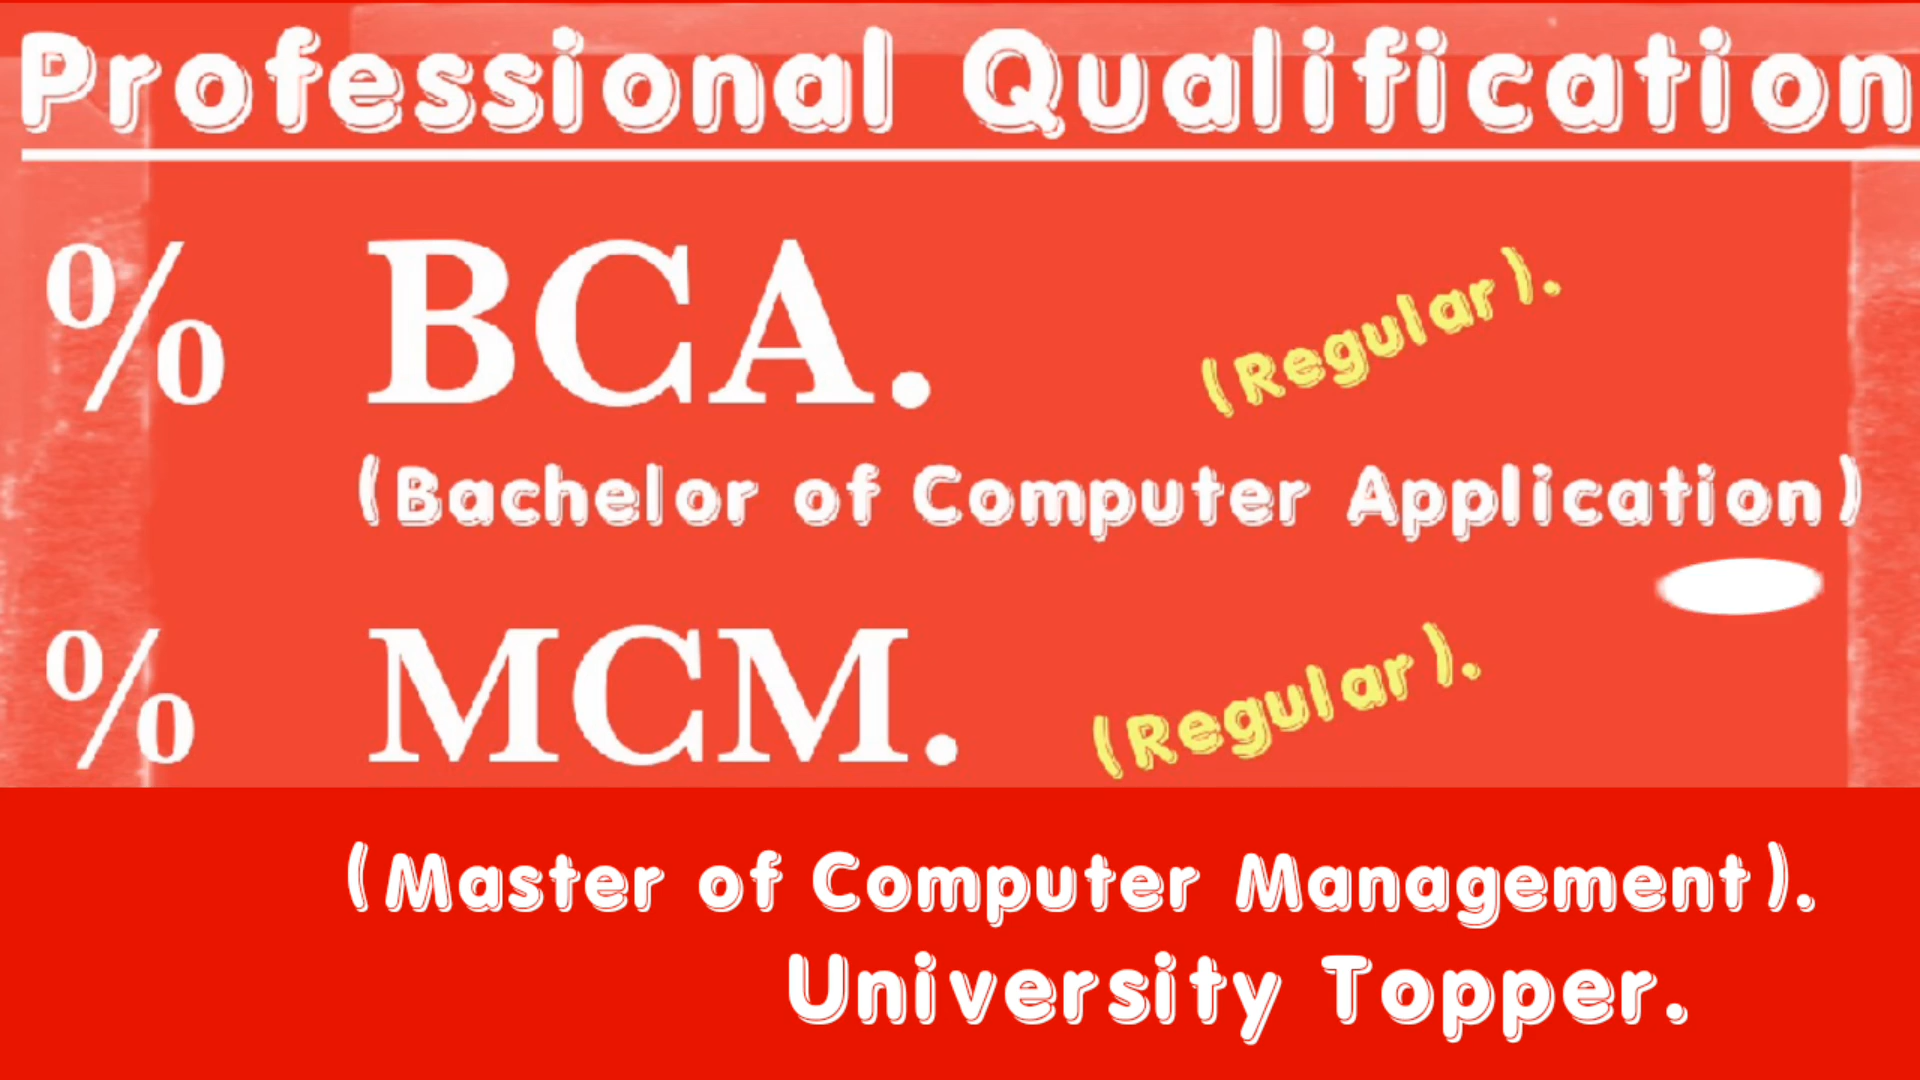 Professional Qualification
% BCA. (Regular).
(Bachelor of Computer Application)
% MCM. (Regular).
(Master of Computer Management).
University Topper.